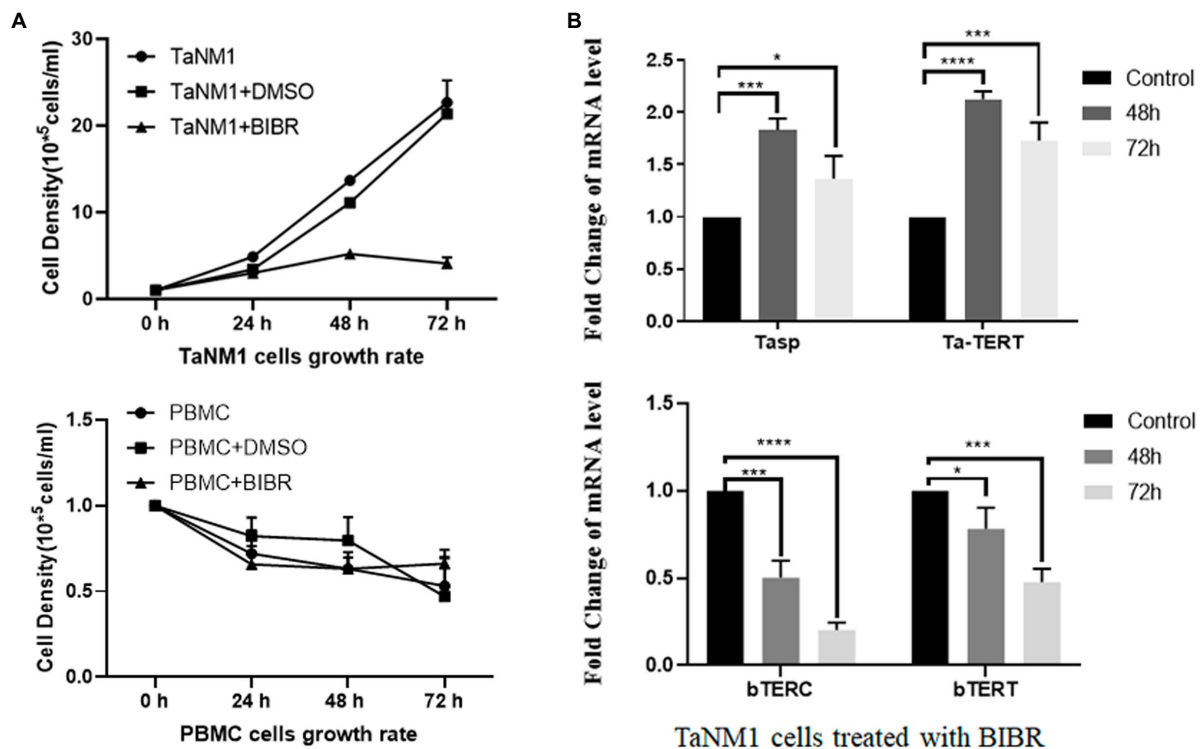 A
30
20
10
0
Cell Density(10*5cells/ml)
TaNM1
TaNM1+DMSO
TaNM1+BIBR
0 h 24 h 48 h 72 h
TaNM1 cells growth rate
1.5
1.0
0.5
0.0
Cell Density(10*5cells/ml)
PBMC
PBMC+DMSO
PBMC+BIBR
0 h 24 h 48 h 72 h
PBMC cells growth rate
B
2.5
2.0
1.5
1.0
0.5
0.0
Fold Change of mRNA level
*
***
***
****
Control
48h
72h
Tasp Ta-TERT
1.5
1.0
0.5
0.0
Fold Change of mRNA level
****
***
***
*
Control
48h
72h
bTERC bTERT
TaNM1 cells treated with BIBR